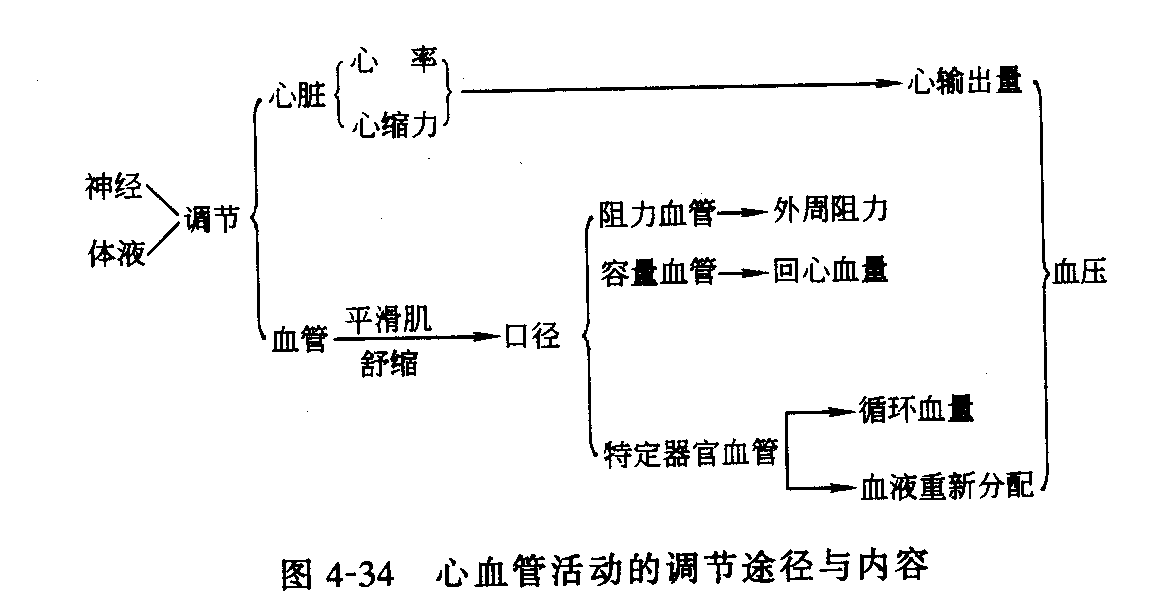 心 率
心脏
心缩力
心输出量
神经
体液
调节
阻力血管
外周阻力
容量血管
回心血量
血压
血管
平滑肌
舒缩
口径
循环血量
特定器官血管
血液重新分配
图 4-34 心血管活动的调节途径与内容